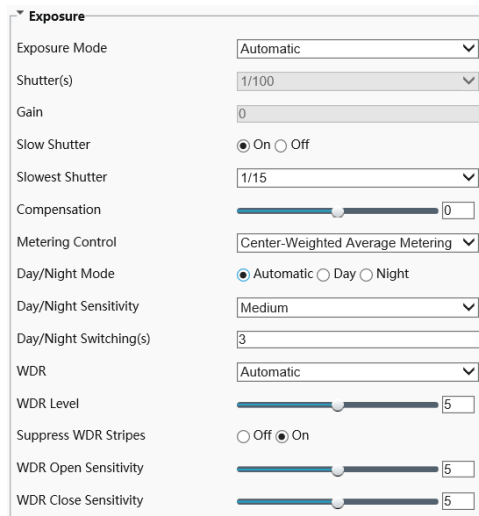 Exposure
Exposure Mode Automatic
Shutter(s) 1/100
Gain 0
Slow Shutter On Off
Slowest Shutter 1/15
Compensation 0
Metering Control Center-Weighted Average Metering
Day/Night Mode Automatic Day Night
Day/Night Sensitivity Medium
Day/Night Switching(s) 3
WDR Automatic
WDR Level 5
Suppress WDR Stripes Off On
WDR Open Sensitivity 5
WDR Close Sensitivity 5